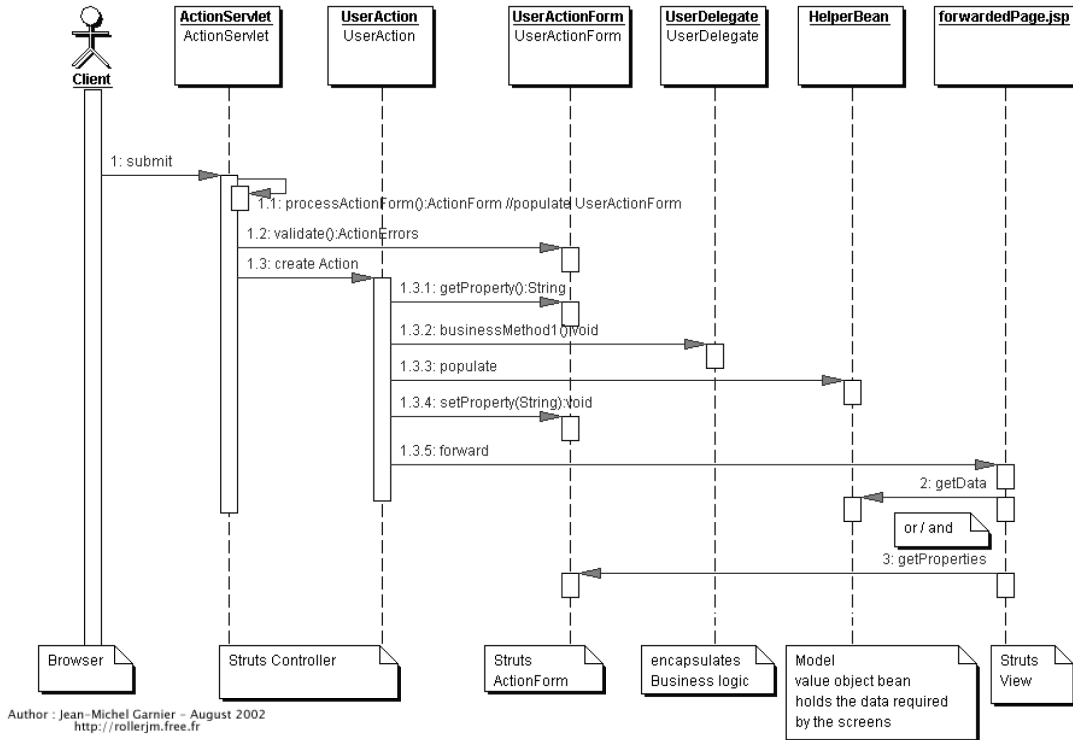 ActionServlet
ActionServlet
UserAction
UserAction
UserActionForm
UserActionForm
UserDelegate
UserDelegate
HelperBean
forwardedPage.jsp
Client
1: submit
1.1: processActionForm():ActionForm //populate UserActionForm
1.2: validate():ActionErrors
1.3: create Action
1.3.1: getProperty():String
1.3.2: businessMethod1():void
1.3.3: populate
1.3.4: setProperty(String):void
1.3.5: forward
2: getData
or / and
3: getProperties
Browser
Struts Controller
Struts
ActionForm
encapsulates
Business logic
Model
value object bean
holds the data required
by the screens
Struts
View
Author : Jean-Michel Garnier - August 2002
http://rollerjm.free.fr